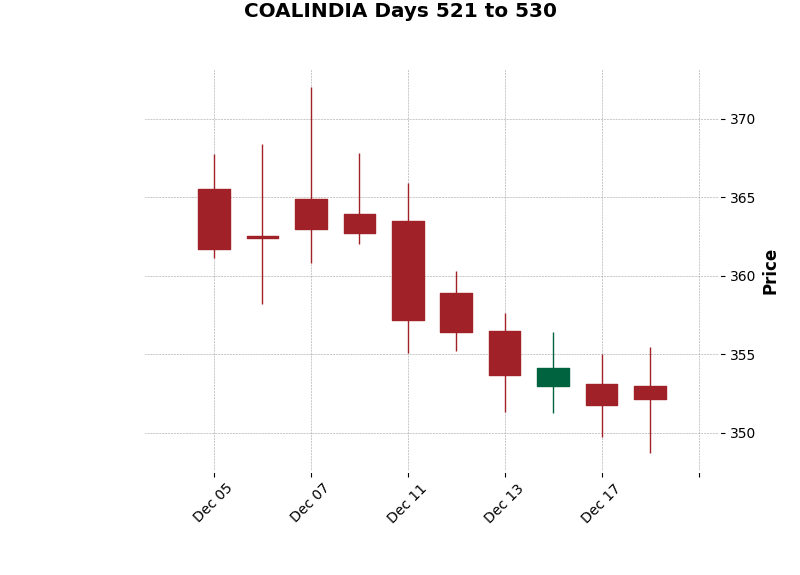 COALINDIA Days 521 to 530
370
365
360
355
350
Price
Dec 05
Dec 07
Dec 11
Dec 13
Dec 17